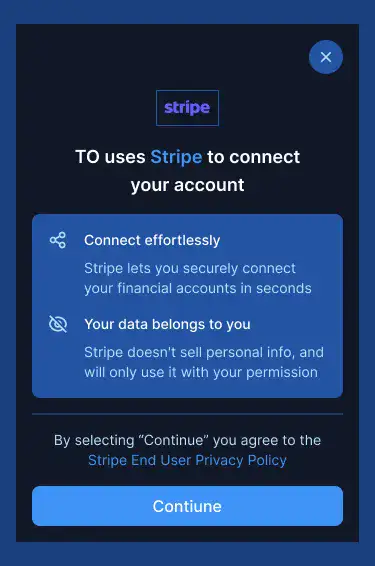 stripe
TO uses Stripe to connect
your account
Connect effortlessly
Stripe lets you securely connect
your financial accounts in seconds
Your data belongs to you
Stripe doesn't sell personal info, and
will only use it with your permission
By selecting “Continue” you agree to the
Stripe End User Privacy Policy
Contiune